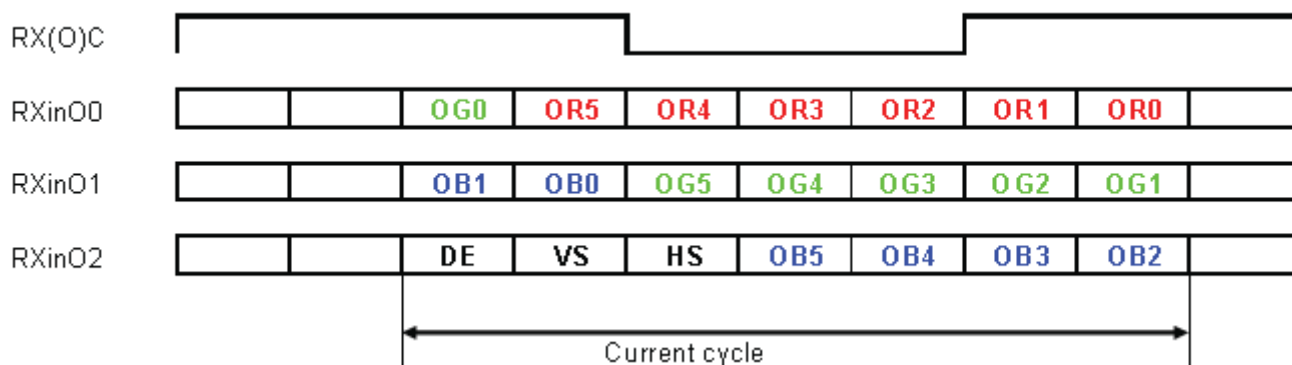 RX(O)C
RXinO0 OG0 OR5 OR4 OR3 OR2 OR1 OR0
RXinO1 OB1 OB0 OG5 OG4 OG3 OG2 OG1
RXinO2 DE VS HS OB5 OB4 OB3 OB2
Current cycle